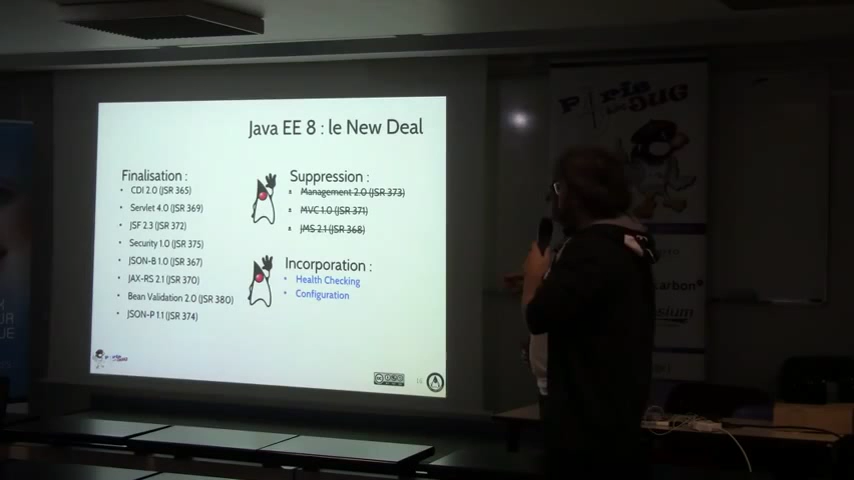 Java EE 8 : le New Deal
Finalisation :
• CDI 2.0 (JSR 365)
• Servlet 4.0 (JSR 369)
• JSF 2.3 (JSR 372)
• Security 1.0 (JSR 375)
• JSON-B 1.0 (JSR 367)
• JAX-RS 2.1 (JSR 370)
• Bean Validation 2.0 (JSR 380)
• JSON-P 1.1 (JSR 374)
Suppression :
Management 2.0 (JSR 373)
MVC 1.0 (JSR 371)
JMS 2.1 (JSR 368)
Incorporation :
• Health Checking
• Configuration
Paris
JUG